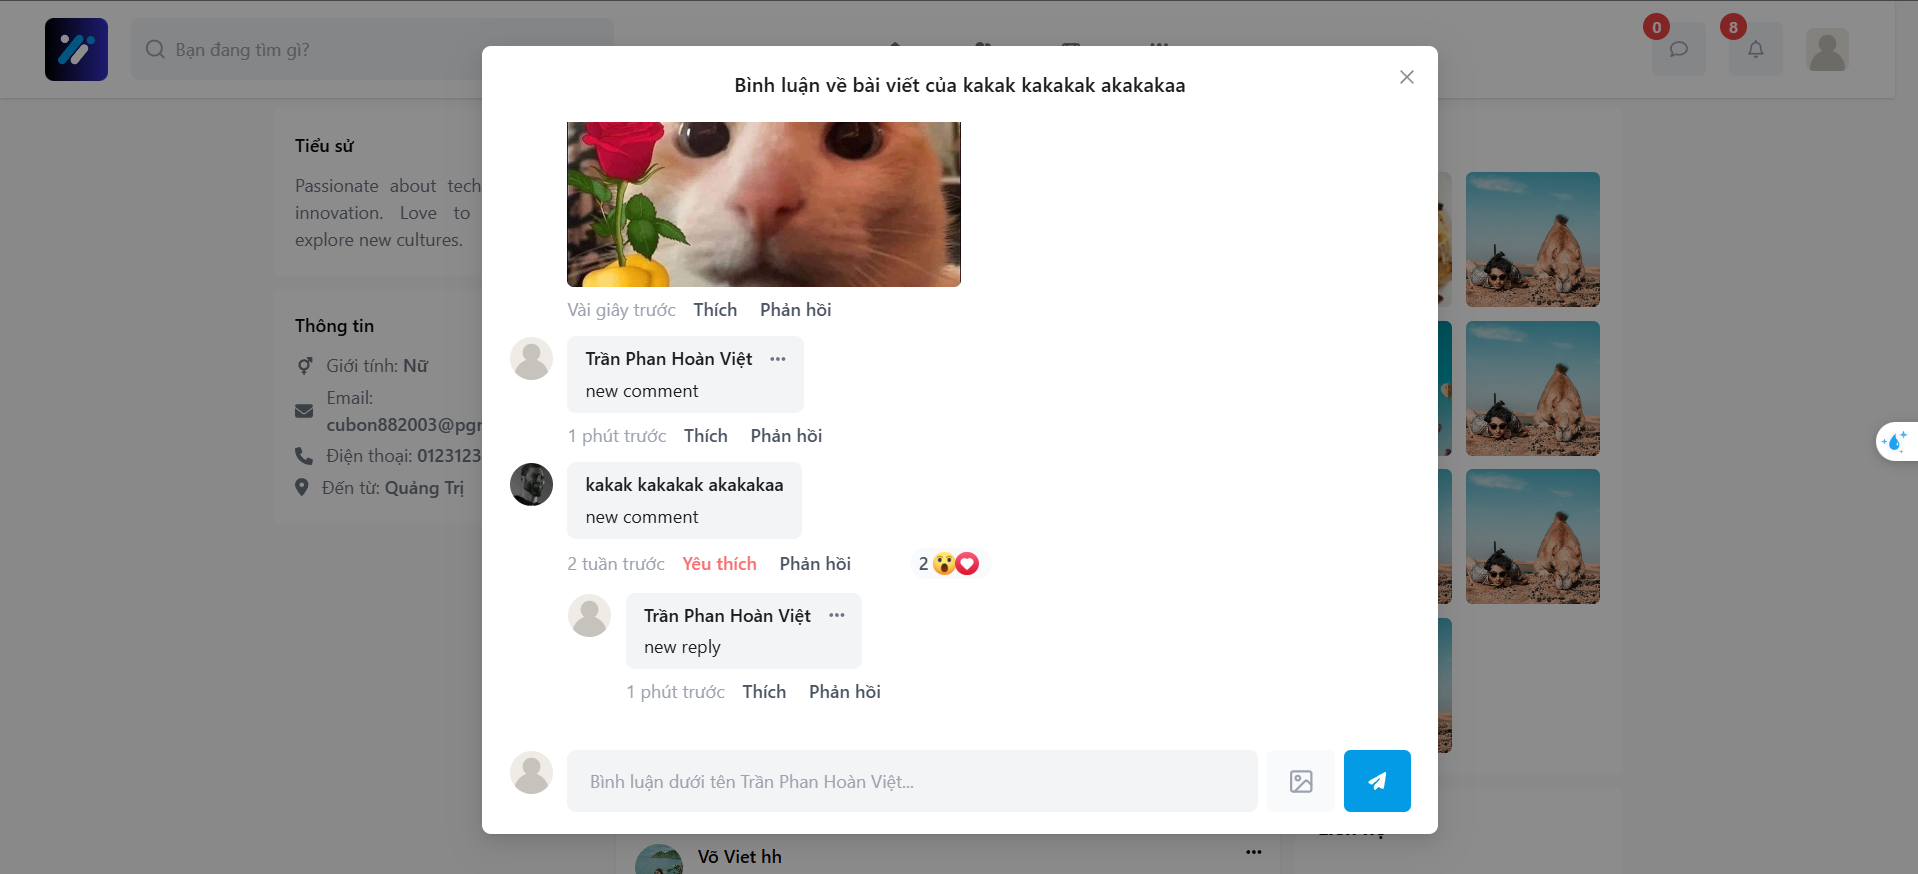 Bạn đang tìm gì?
0
8
Bình luận về bài viết của kakak kakakak akakakaa
Tiểu sử
Passionate about tech
innovation. Love to
explore new cultures.
Thông tin
Giới tính: Nữ
Email:
cubon882003@pgr
Điện thoại: 0123123
Đến từ: Quảng Trị
Vài giây trước Thích Phản hồi
Trần Phan Hoàn Việt
new comment
1 phút trước Thích Phản hồi
kakak kakakak akakakaa
new comment
2 tuần trước Yêu thích Phản hồi 2
Trần Phan Hoàn Việt
new reply
1 phút trước Thích Phản hồi
Bình luận dưới tên Trần Phan Hoàn Việt...
Võ Viet hh